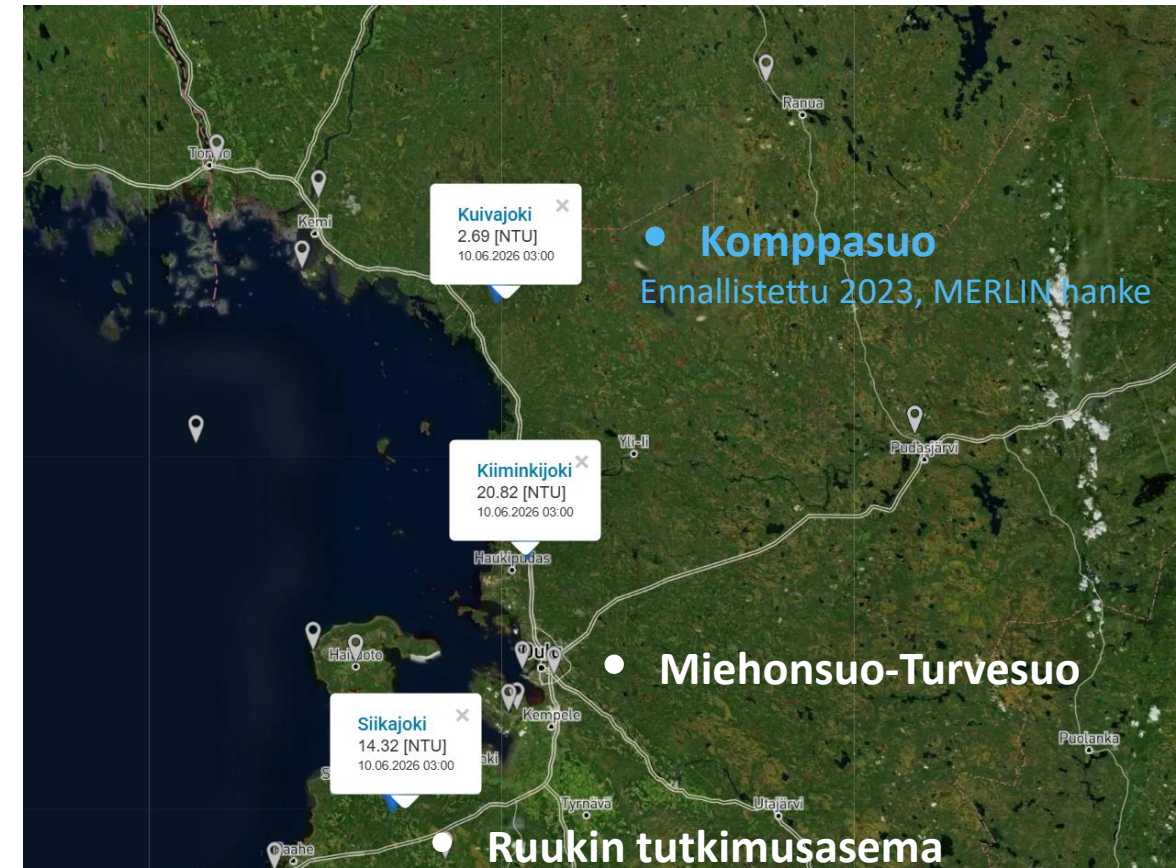 Ranua
Tornio
Kemi
Kuivajoki ×
2.69 [NTU]
10.06.2026 03:00
• Komppasuo
Ennallistettu 2023, MERLIN hanke
Yli-Ii
Pudasjärvi
Kiiminkijoki ×
20.82 [NTU]
10.06.2026 03:00
Haukipudas
Oulu
• Miehonsuo-Turvesuo
Kempele
Siikajoki ×
14.32 [NTU]
10.06.2026 03:00
Puolanka
Tyrnävä
Utajärvi
• Ruukin tutkimusasema